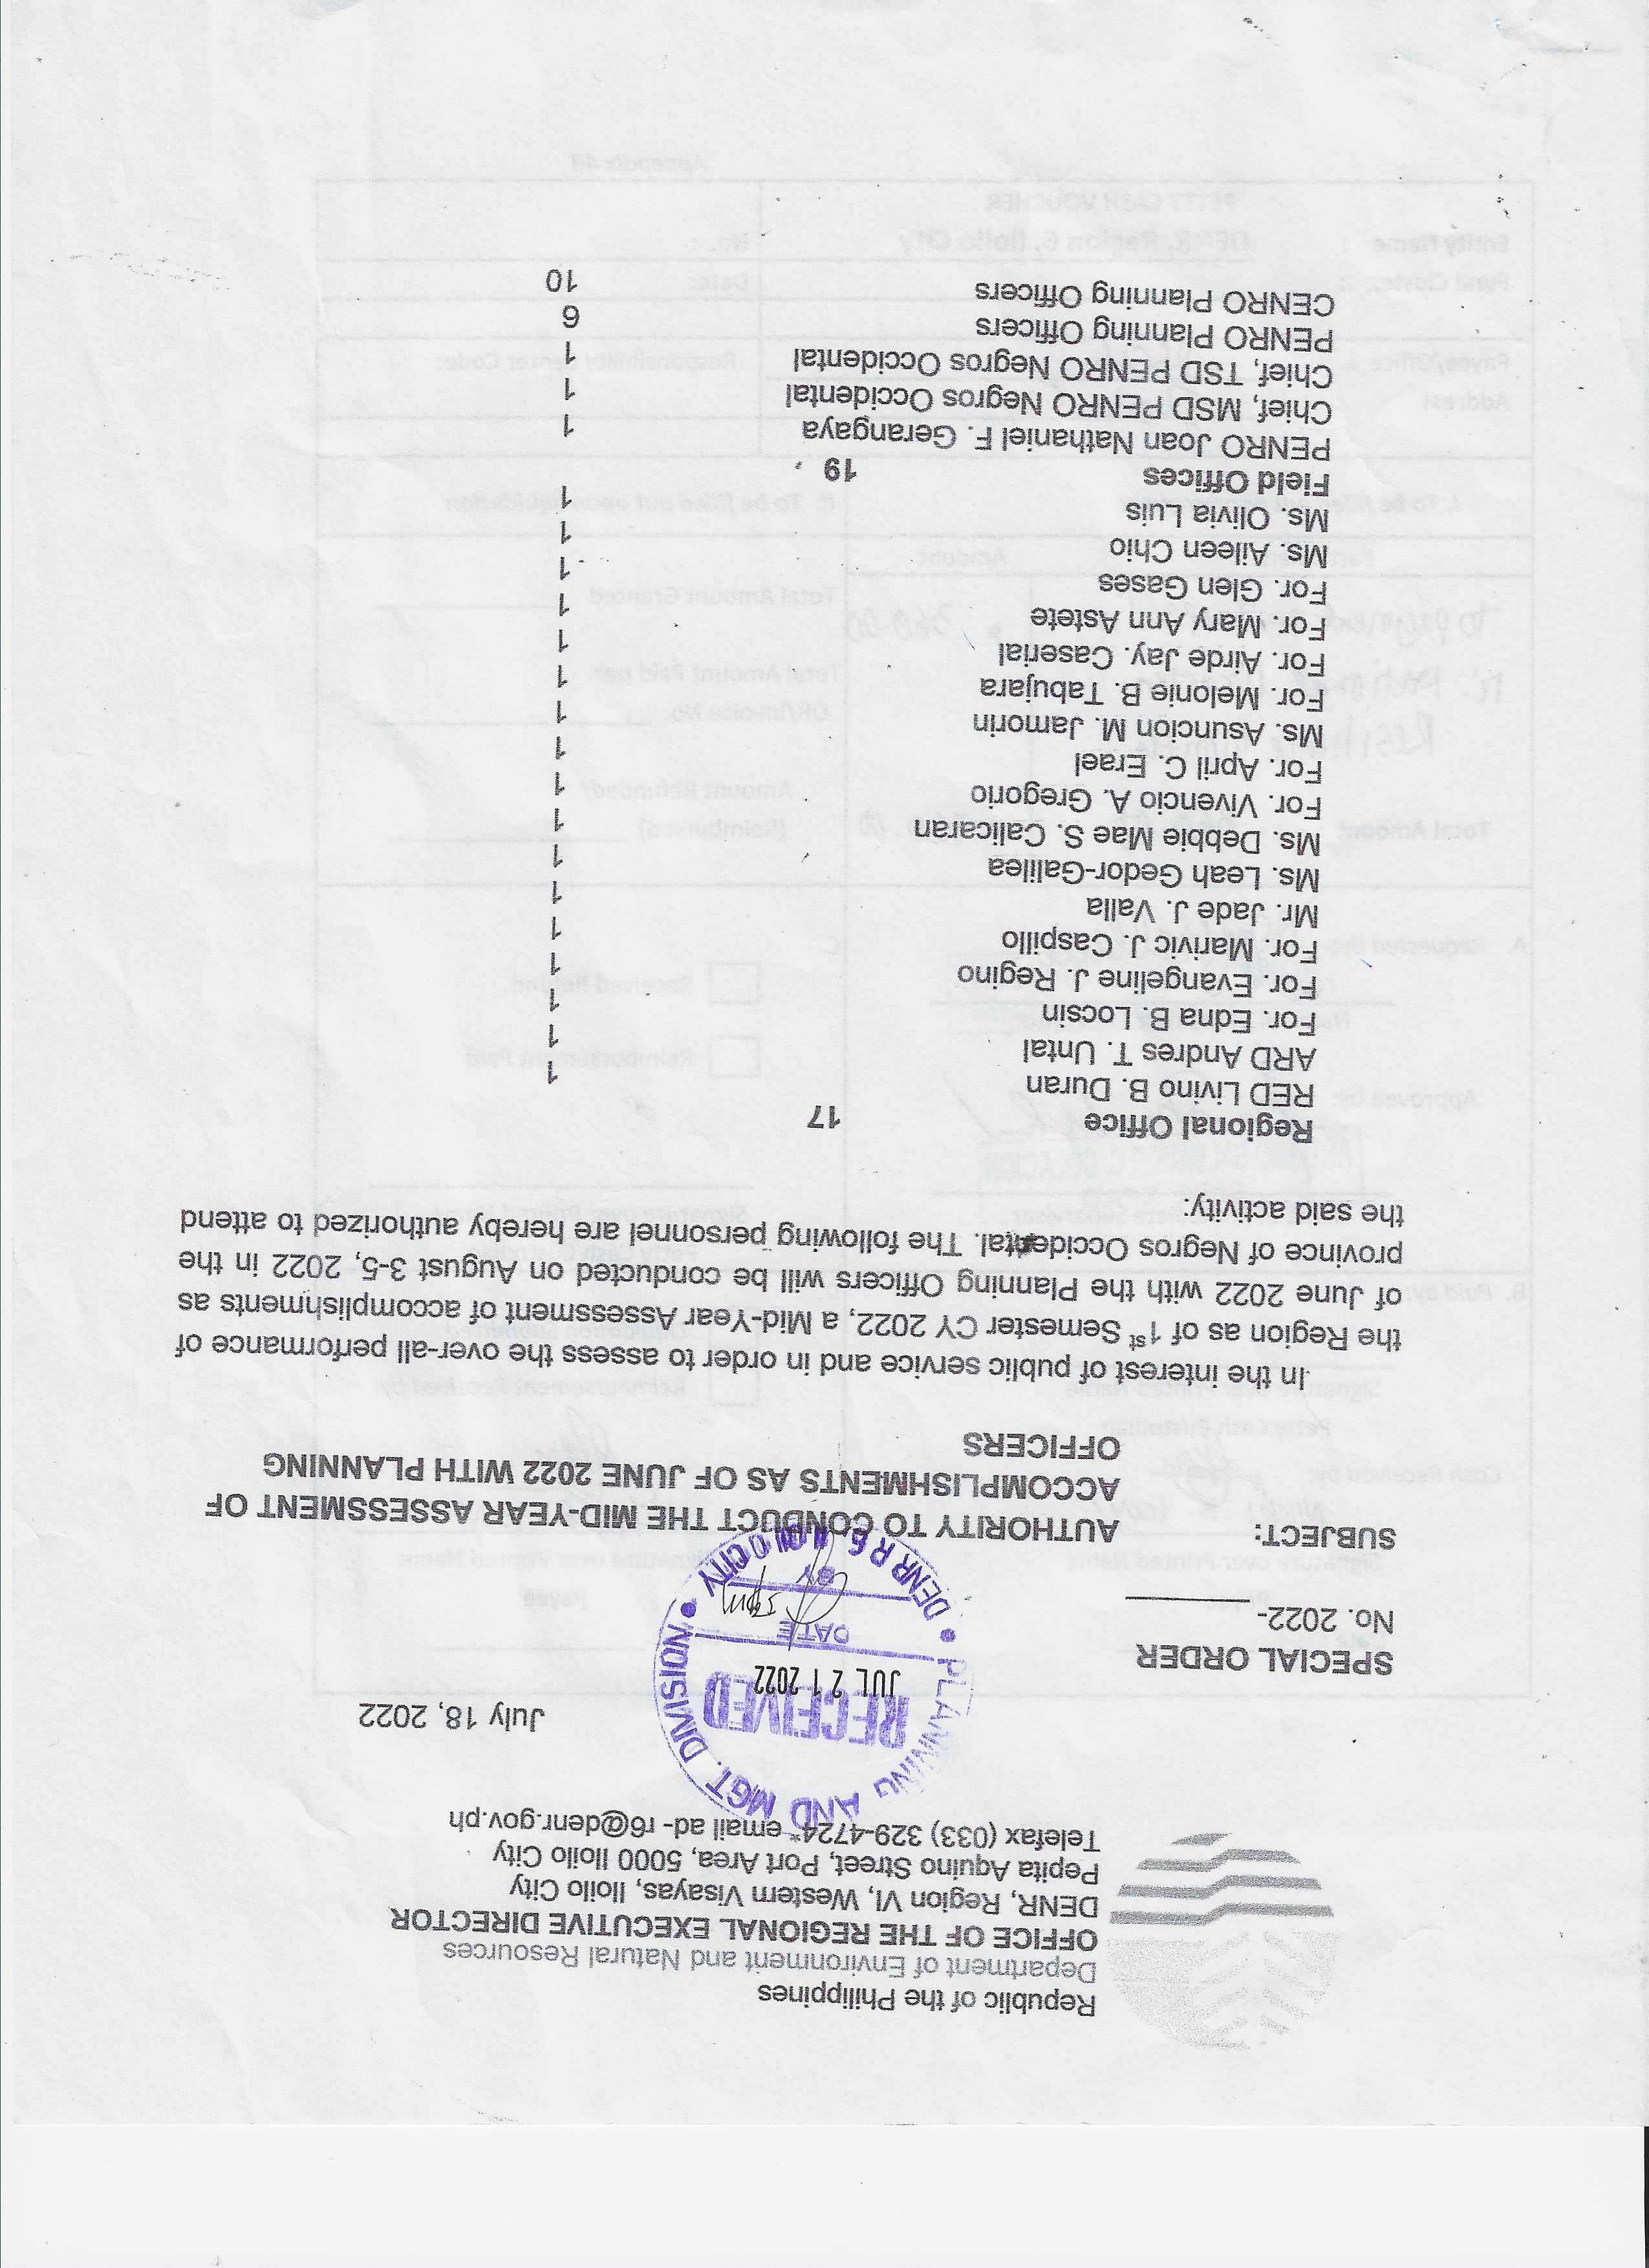 Republic of the Philippines
Department of Environment and Natural Resources
OFFICE OF THE REGIONAL EXECUTIVE DIRECTOR
DENR, Region VI, Western Visayas, Iloilo City
Pepita Aquino Street, Port Area, 5000 Iloilo City
Telefax (033) 329-4724* email ad- r6@denr.gov.ph
PLANNING AND MGT. DIVISION
RECEIVED
JUL 21 2022
DATE
5pm
BY
DENR R6, ILOILO CITY
July 18, 2022
SPECIAL ORDER
No. 2022- _______
SUBJECT: AUTHORITY TO CONDUCT THE MID-YEAR ASSESSMENT OF
ACCOMPLISHMENTS AS OF JUNE 2022 WITH PLANNING
OFFICERS
In the interest of public service and in order to assess the over-all performance of
the Region as of 1st Semester CY 2022, a Mid-Year Assessment of accomplishments as
of June 2022 with the Planning Officers will be conducted on August 3-5, 2022 in the
province of Negros Occidental. The following personnel are hereby authorized to attend
the said activity:
Regional Office 17
RED Livino B. Duran 1
ARD Andres T. Untal 1
For. Edna B. Locsin 1
For. Evangeline J. Regino 1
For. Marivic J. Caspillo 1
Mr. Jade J. Valla 1
Ms. Leah Gedor-Galilea 1
Ms. Debbie Mae S. Calicaran 1
For. Vivencio A. Gregorio 1
For. April C. Erael 1
Ms. Asuncion M. Jamorin 1
For. Melonie B. Tabujara 1
For. Airde Jay. Caserial 1
For. Mary Ann Astete 1
For. Glen Gases 1
Ms. Aileen Chio 1
Ms. Olivia Luis 1
Field Offices 19
PENRO Joan Nathaniel F. Gerangaya 1
Chief, MSD PENRO Negros Occidental 1
Chief, TSD PENRO Negros Occidental 1
PENRO Planning Officers 6
CENRO Planning Officers 10